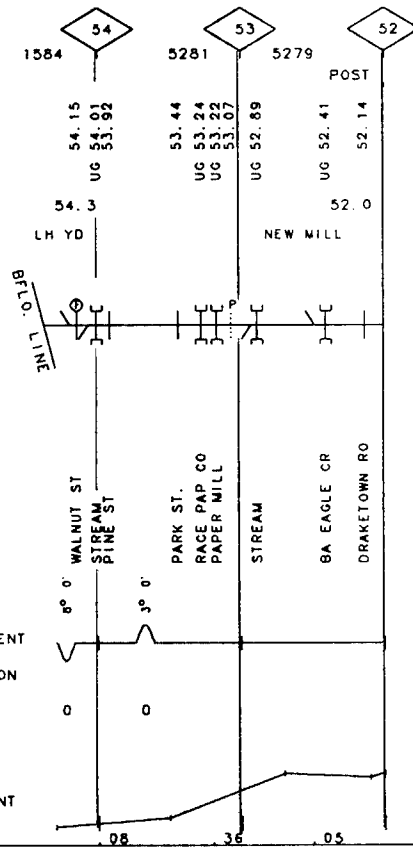 54 53 52
1584 5281 5279
POST
54.15
UG 54.01
53.92
53.44
UG 53.24
UG 53.22
53.07
UG 52.89
UG 52.41
52.14
54.3 52.0
LH YD NEW MILL
BFLO. LINE
P
WALNUT ST
STREAM
PINE ST
PARK ST.
RACE PAP CO
PAPER MILL
STREAM
BA EAGLE CR
DRAKETOWN RD
8° 0'
3° 0'
ENT
ON
0 0
NT
.08 .36 .05